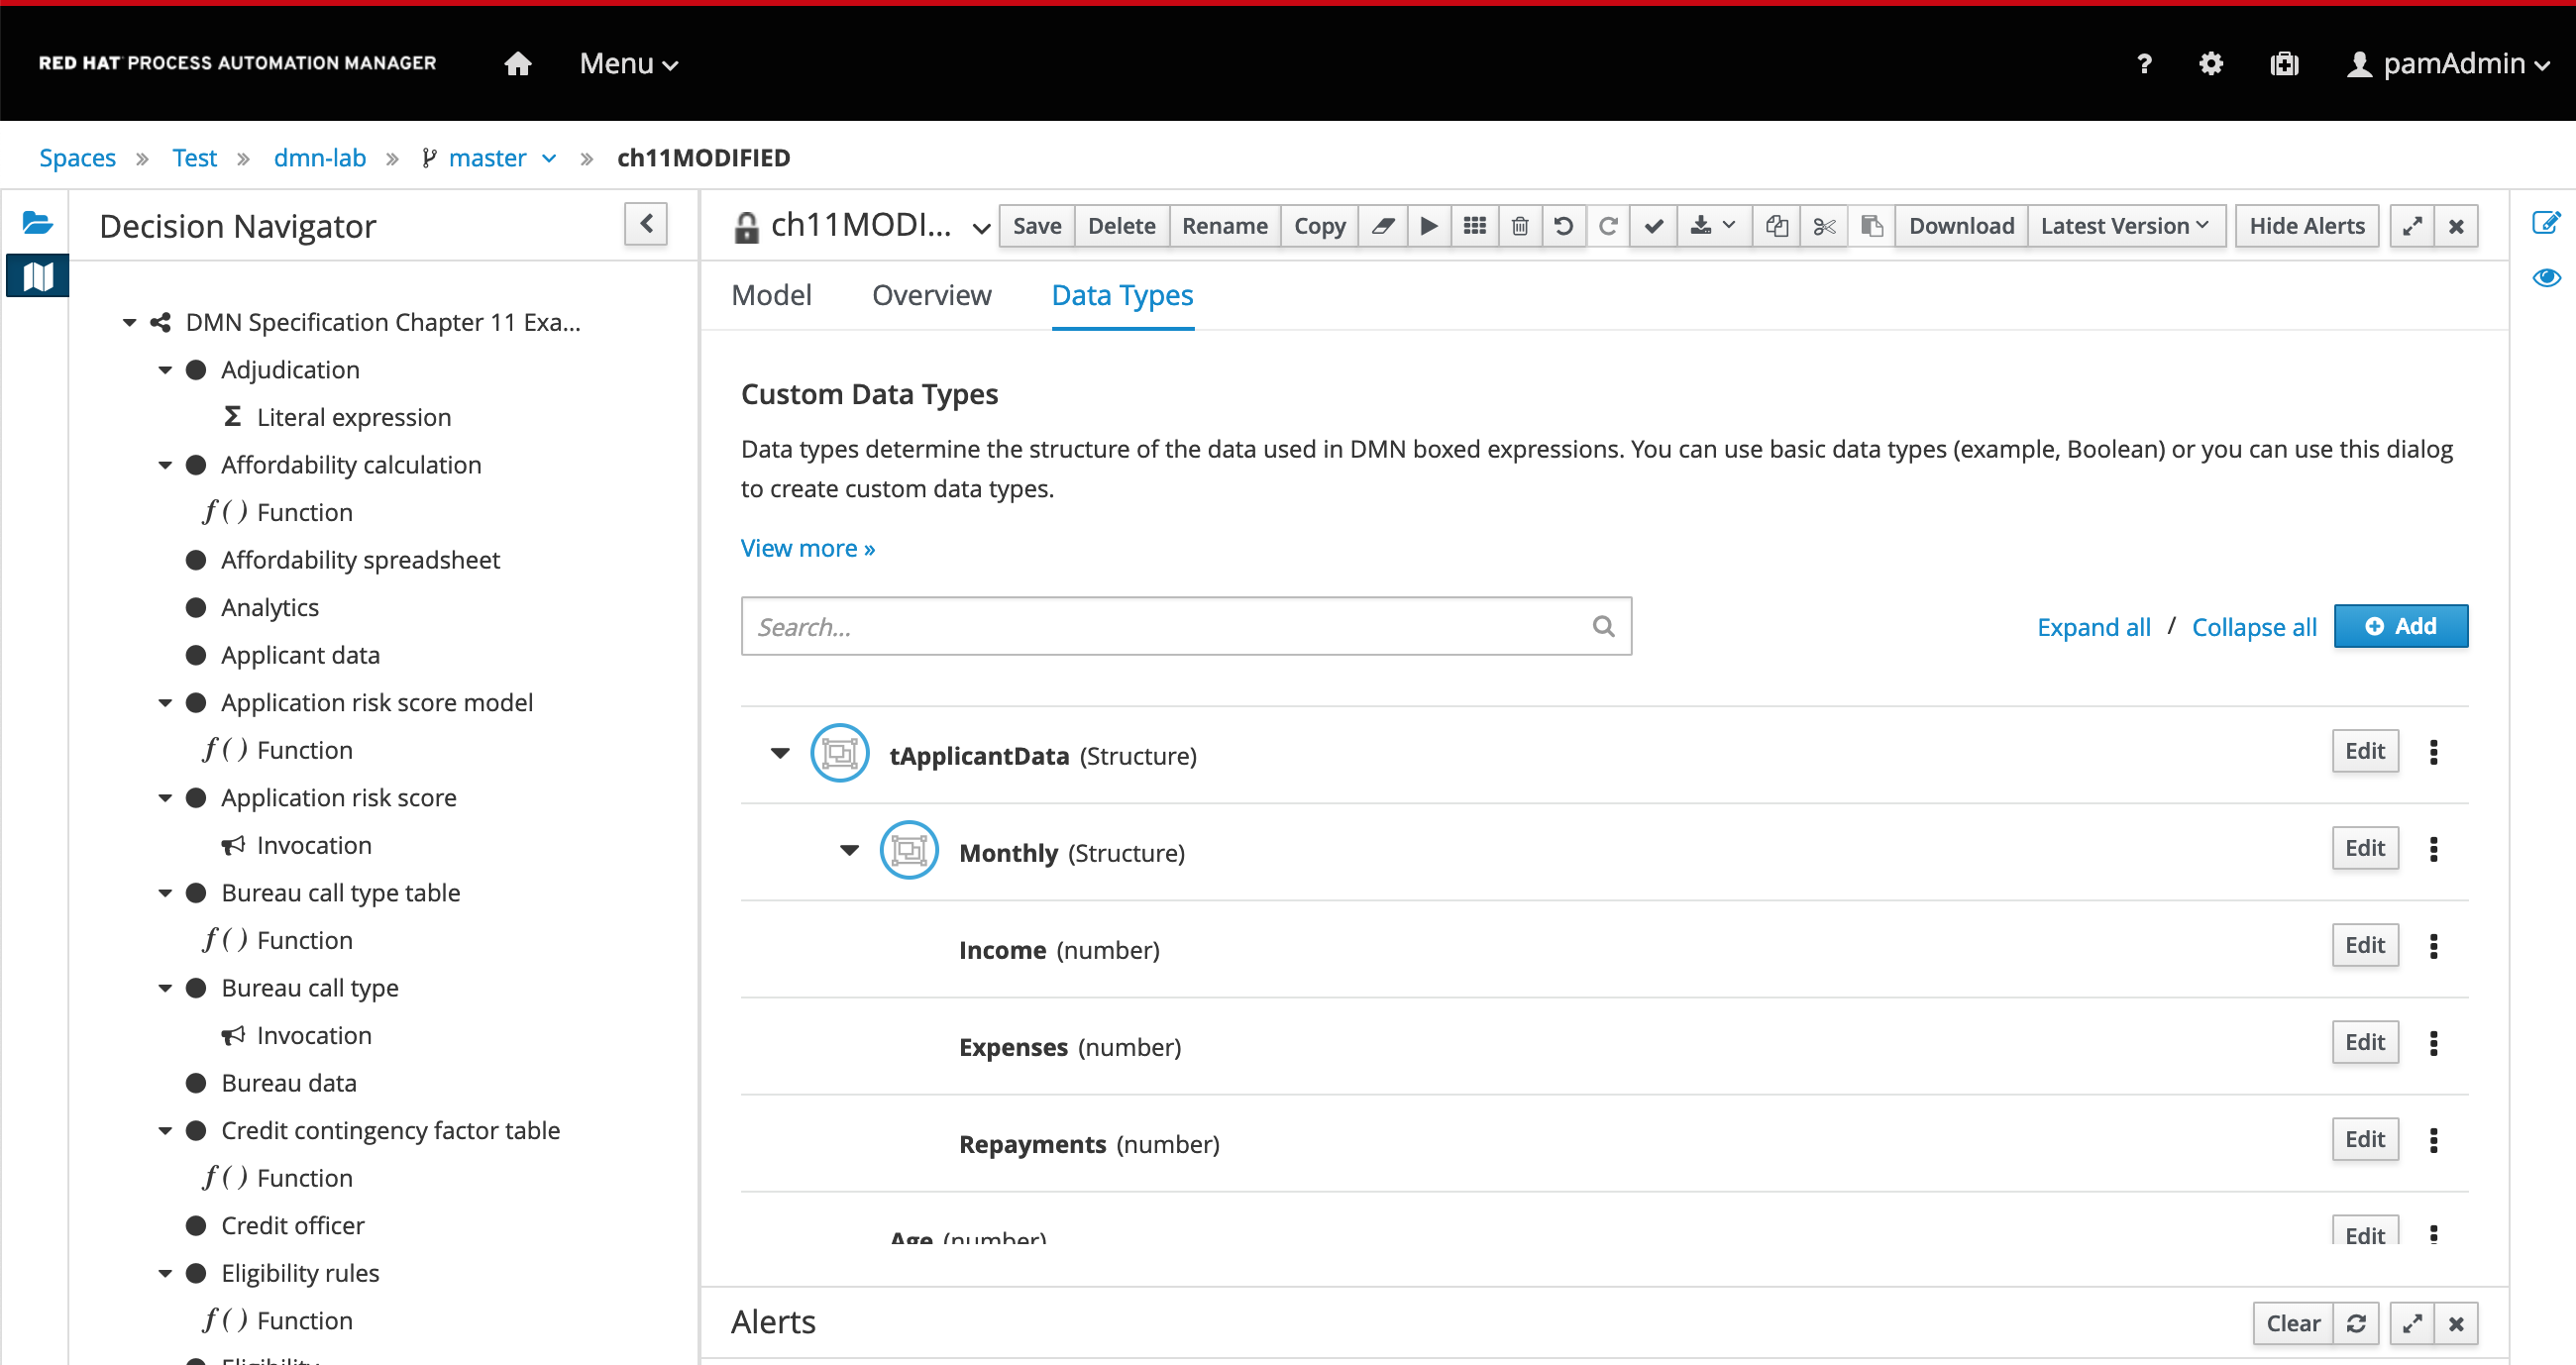 RED HAT PROCESS AUTOMATION MANAGER
Menu
?
pamAdmin
Spaces » Test » dmn-lab » master » ch11MODIFIED
Decision Navigator
DMN Specification Chapter 11 Exa...
Adjudication
Σ Literal expression
Affordability calculation
f ( ) Function
Affordability spreadsheet
Analytics
Applicant data
Application risk score model
f ( ) Function
Application risk score
Invocation
Bureau call type table
f ( ) Function
Bureau call type
Invocation
Bureau data
Credit contingency factor table
f ( ) Function
Credit officer
Eligibility rules
f ( ) Function
Eligibility
ch11MODI...
Save Delete Rename Copy Download Latest Version Hide Alerts
Model Overview Data Types
Custom Data Types
Data types determine the structure of the data used in DMN boxed expressions. You can use basic data types (example, Boolean) or you can use this dialog
to create custom data types.
View more »
Search...
Expand all / Collapse all Add
tApplicantData (Structure) Edit
Monthly (Structure) Edit
Income (number) Edit
Expenses (number) Edit
Repayments (number) Edit
Age (number) Edit
Alerts
Clear